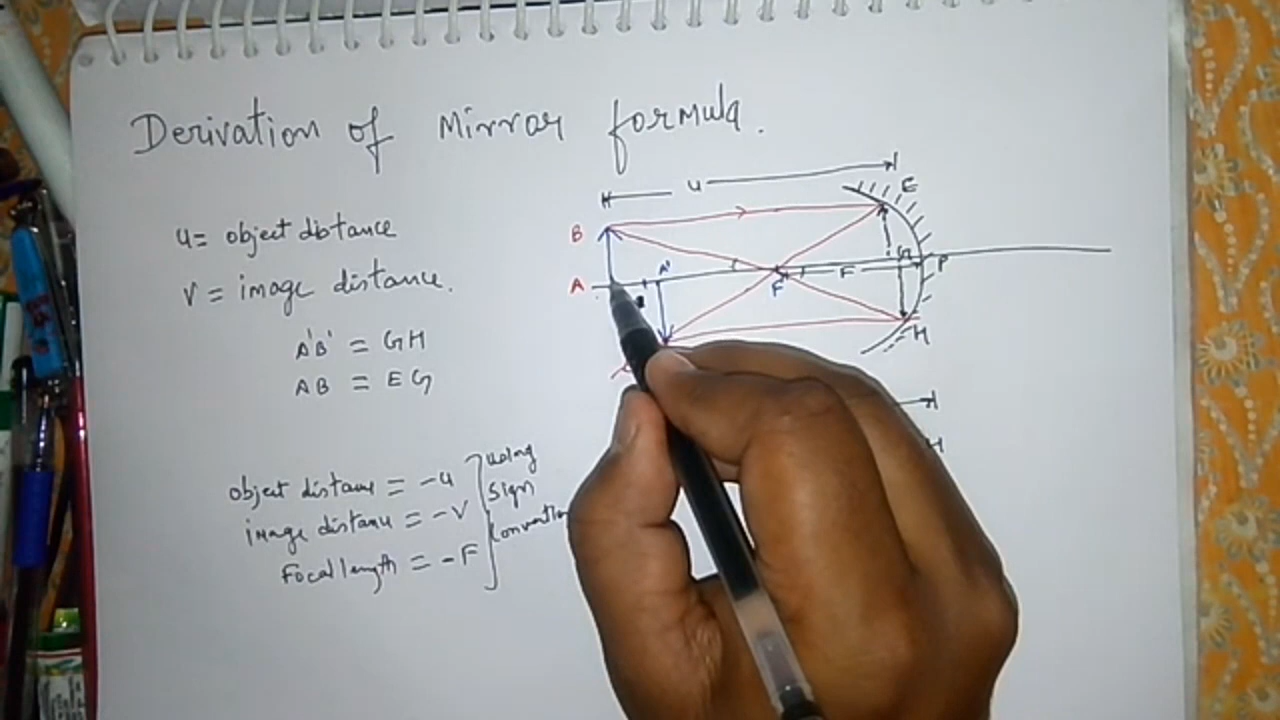 Derivation of Mirror formula.
u
E
u = object distance
B
v = image distance.
A
A'
F
F
G
P
A'B' = GH
H
AB = EG
object distance = -u
image distance = -v
Focal length = -F
using
sign
convention